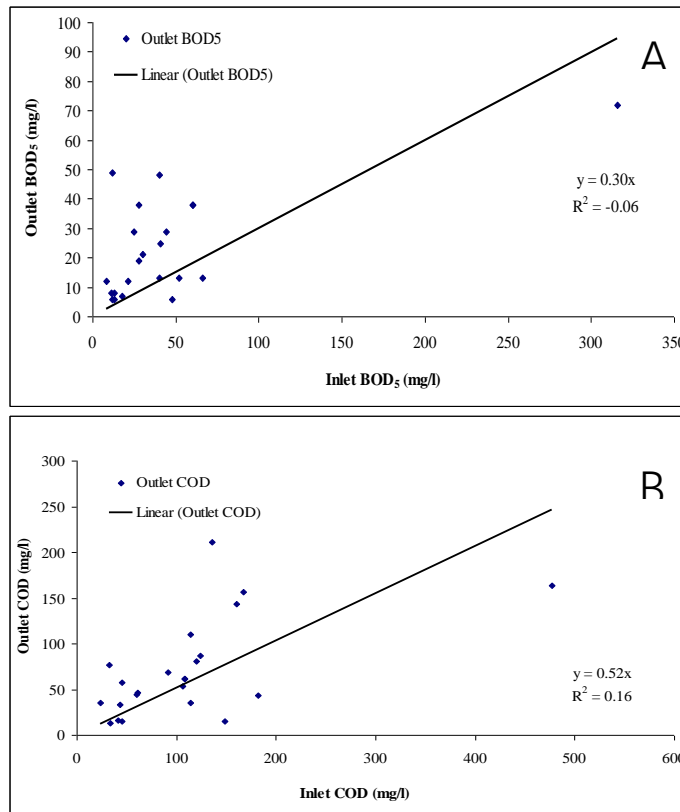 100
90
80
70
60
50
40
30
20
10
0
Outlet BOD5
Linear (Outlet BOD5)
A
y = 0.30x
R² = -0.06
Outlet BOD₅ (mg/l)
0 50 100 150 200 250 300 350
Inlet BOD₅ (mg/l)
300
250
200
150
100
50
0
Outlet COD
Linear (Outlet COD)
B
y = 0.52x
R² = 0.16
Outlet COD (mg/l)
0 100 200 300 400 500 600
Inlet COD (mg/l)